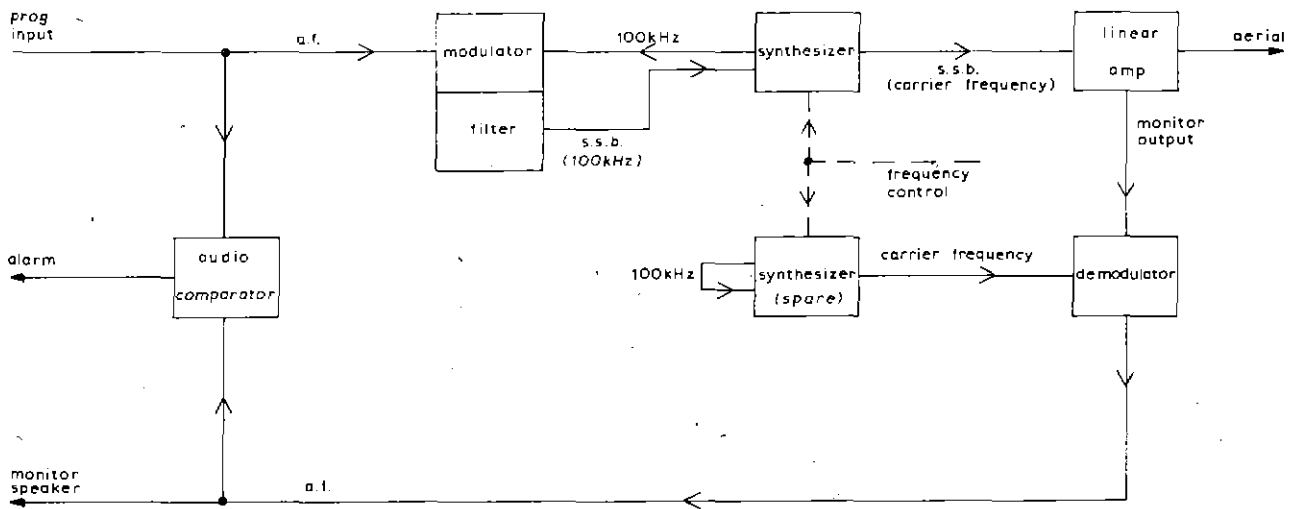 prog
input
a.f.
modulator
100kHz
synthesizer
s.s.b.
(carrier frequency)
linear
amp
aerial
filter
s.s.b.
(100kHz)
monitor
output
frequency
control
alarm
audio
comparator
100kHz
synthesizer
(spare)
carrier frequency
demodulator
monitor
speaker
a.f.